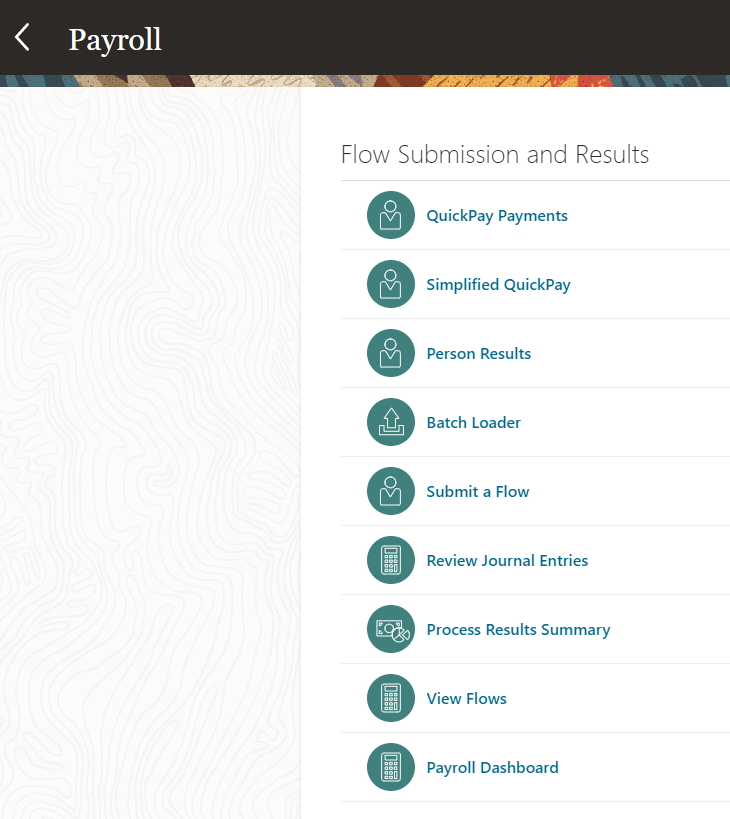 Payroll
Flow Submission and Results
QuickPay Payments
Simplified QuickPay
Person Results
Batch Loader
Submit a Flow
Review Journal Entries
Process Results Summary
View Flows
Payroll Dashboard